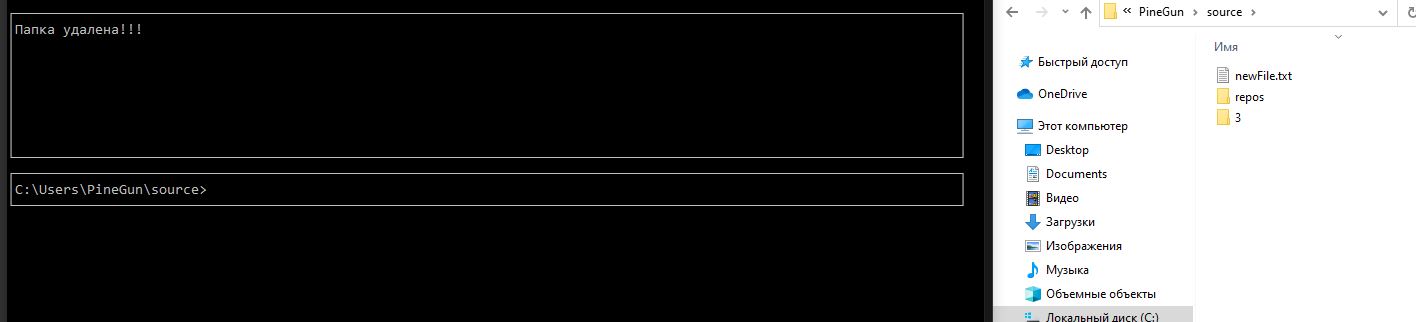 Папка удалена!!!
C:\Users\PineGun\source>
« PineGun > source >
Имя
Быстрый доступ
OneDrive
Этот компьютер
Desktop
Documents
Видео
Загрузки
Изображения
Музыка
Объемные объекты
Локальный диск (C:)
newFile.txt
repos
3